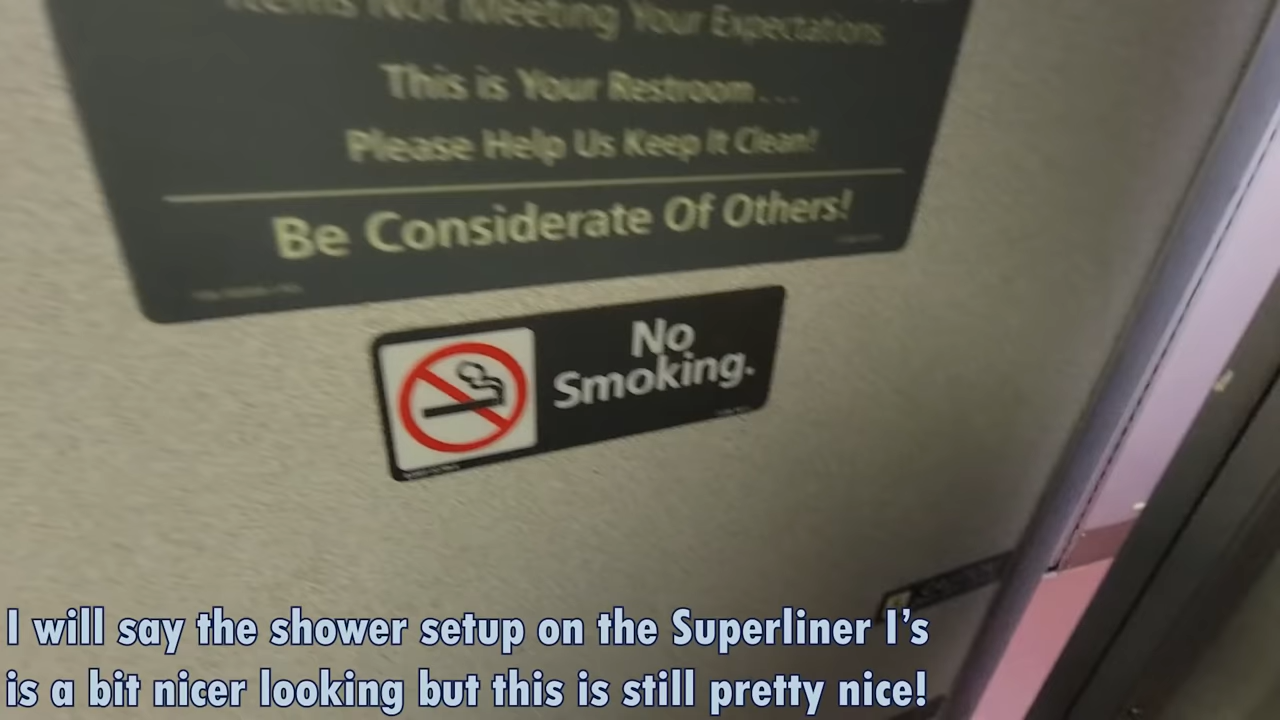 Items Not Meeting Your Expectations
This is Your Restroom...
Please Help Us Keep It Clean!
Be Considerate Of Others!
No
Smoking.
I will say the shower setup on the Superliner I's
is a bit nicer looking but this is still pretty nice!